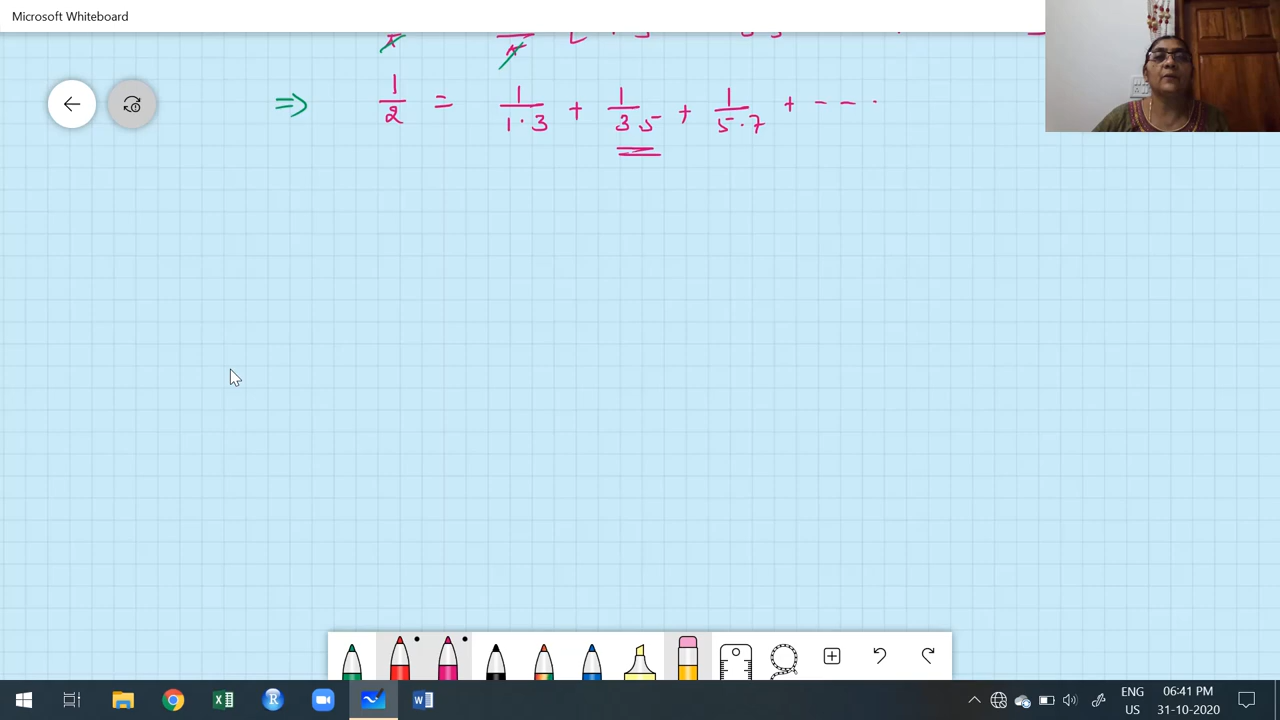 Microsoft Whiteboard
⇒ 1/2 = 1/1·3 + 1/3.5 + 1/5·7 + - - ·
ENG 06:41 PM
US 31-10-2020